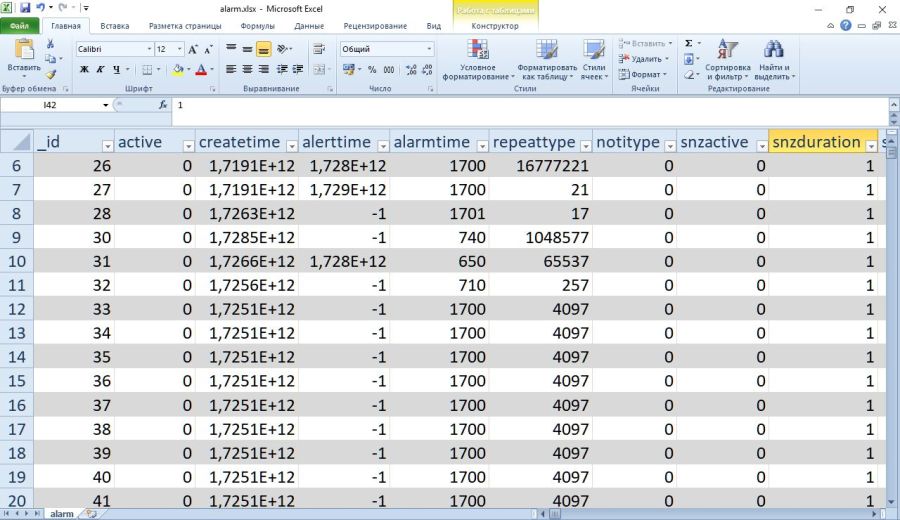 alarm.xlsx - Microsoft Excel
Работа с таблицами
Файл Главная Вставка Разметка страницы Формулы Данные Рецензирование Вид Конструктор
Вставить
Calibri 12 A A
Ж К Ч A
Общий
% 000
Условное форматирование
Форматировать как таблицу
Стили ячеек
Вставить
Удалить
Формат
Σ
Сортировка и фильтр
Найти и выделить
Буфер обмена Шрифт Выравнивание Число Стили Ячейки Редактирование
I42 fx 1
_id active createtime alerttime alarmtime repeattype notitype snzactive snzduration s
6 26 0 1,7191E+12 1,728E+12 1700 16777221 0 0 1
7 27 0 1,7191E+12 1,729E+12 1700 21 0 0 1
8 28 0 1,7263E+12 -1 1701 17 0 0 1
9 30 0 1,7285E+12 -1 740 1048577 0 0 1
10 31 0 1,7266E+12 1,728E+12 650 65537 0 0 1
11 32 0 1,7256E+12 -1 710 257 0 0 1
12 33 0 1,7251E+12 -1 1700 4097 0 0 1
13 34 0 1,7251E+12 -1 1700 4097 0 0 1
14 35 0 1,7251E+12 -1 1700 4097 0 0 1
15 36 0 1,7251E+12 -1 1700 4097 0 0 1
16 37 0 1,7251E+12 -1 1700 4097 0 0 1
17 38 0 1,7251E+12 -1 1700 4097 0 0 1
18 39 0 1,7251E+12 -1 1700 4097 0 0 1
19 40 0 1,7251E+12 -1 1700 4097 0 0 1
20 41 0 1,7251E+12 -1 1700 4097 0 0 1
alarm